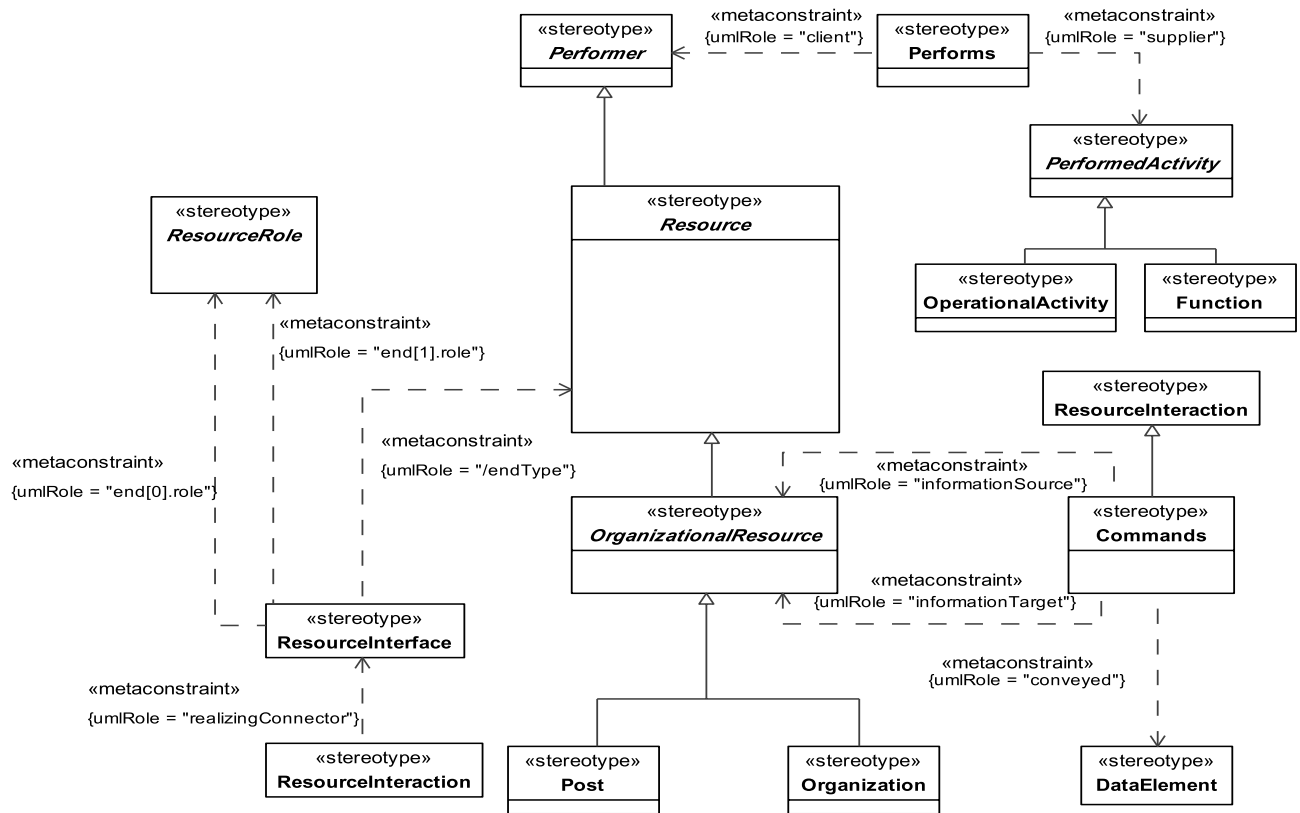 «metaconstraint»
{umlRole = "client"}
«metaconstraint»
{umlRole = "supplier"}
«stereotype»
Performer
«stereotype»
Performs
«stereotype»
PerformedActivity
«stereotype»
ResourceRole
«stereotype»
Resource
«stereotype»
OperationalActivity
«stereotype»
Function
«metaconstraint»
{umlRole = "end[1].role"}
«stereotype»
ResourceInteraction
«metaconstraint»
{umlRole = "/endType"}
«metaconstraint»
{umlRole = "end[0].role"}
«metaconstraint»
{umlRole = "informationSource"}
«stereotype»
OrganizationalResource
«stereotype»
Commands
«metaconstraint»
{umlRole = "informationTarget"}
«stereotype»
ResourceInterface
«metaconstraint»
{umlRole = "conveyed"}
«metaconstraint»
{umlRole = "realizingConnector"}
«stereotype»
ResourceInteraction
«stereotype»
Post
«stereotype»
Organization
«stereotype»
DataElement